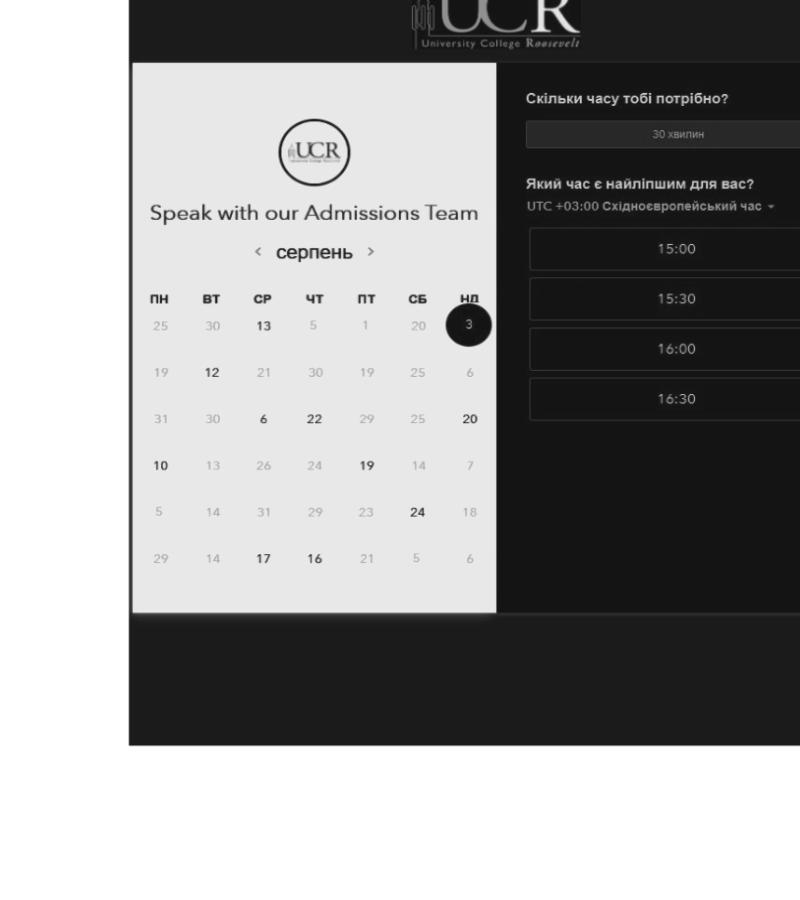 UCR
University College Roosevelt
UCR
Speak with our Admissions Team
< серпень >
ПН ВТ СР ЧТ ПТ СБ НД
25 30 13 5 1 20 3
19 12 21 30 19 25 6
31 30 6 22 29 25 20
10 13 26 24 19 14 7
5 14 31 29 23 24 18
29 14 17 16 21 5 6
Скільки часу тобі потрібно?
30 хвилин
Який час є найліпшим для вас?
UTC +03:00 Східноєвропейський час
15:00
15:30
16:00
16:30